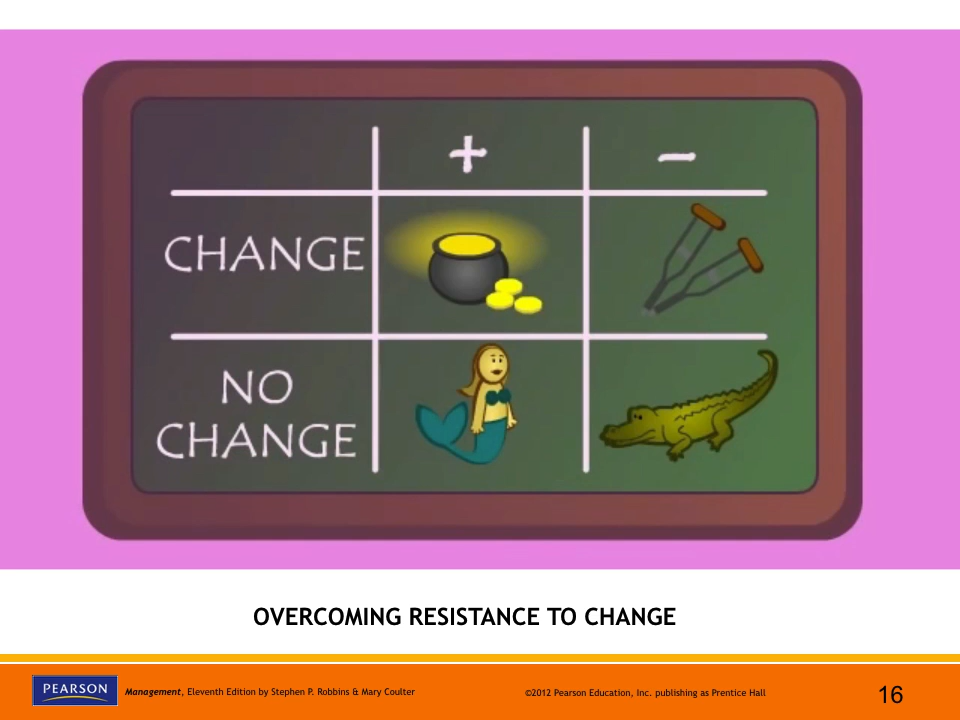 + −
CHANGE
NO
CHANGE
OVERCOMING RESISTANCE TO CHANGE
PEARSON
Management, Eleventh Edition by Stephen P. Robbins & Mary Coulter
©2012 Pearson Education, Inc. publishing as Prentice Hall
16